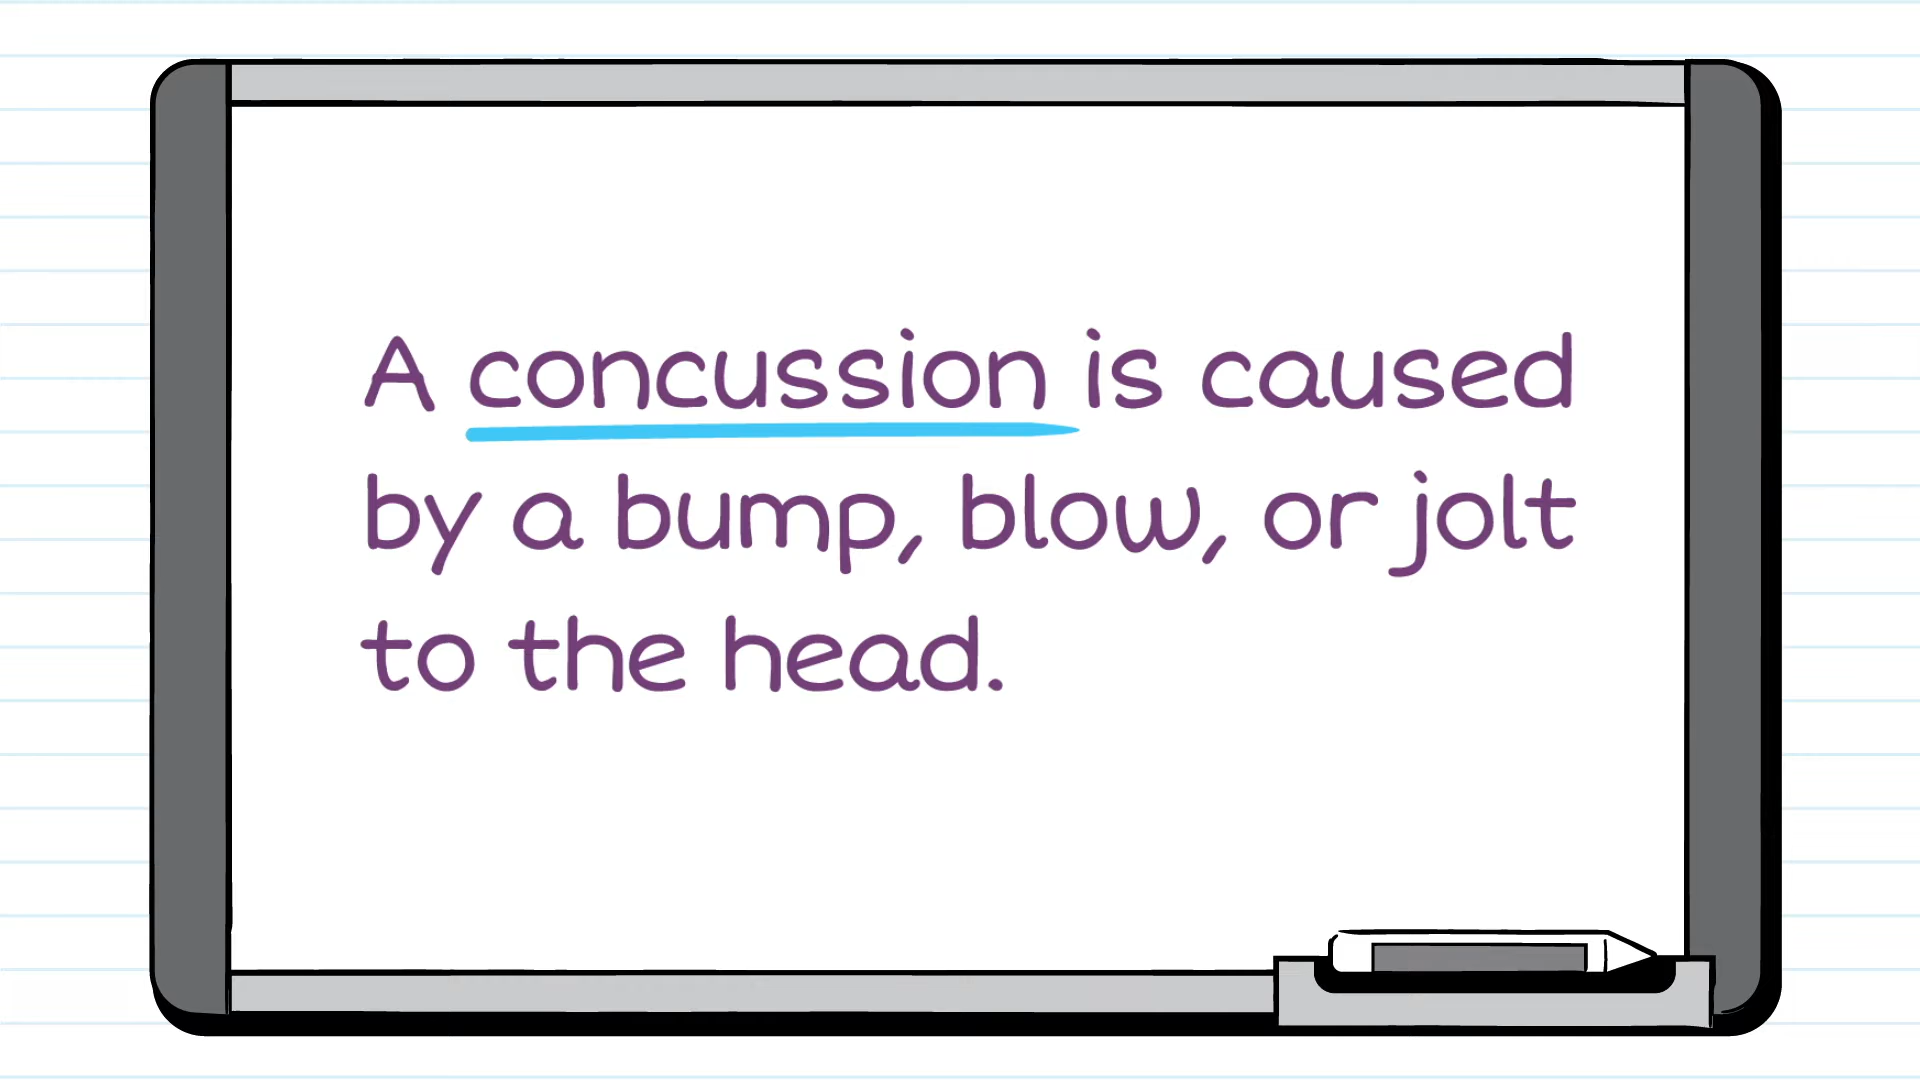 A concussion is caused
by a bump, blow, or jolt
to the head.